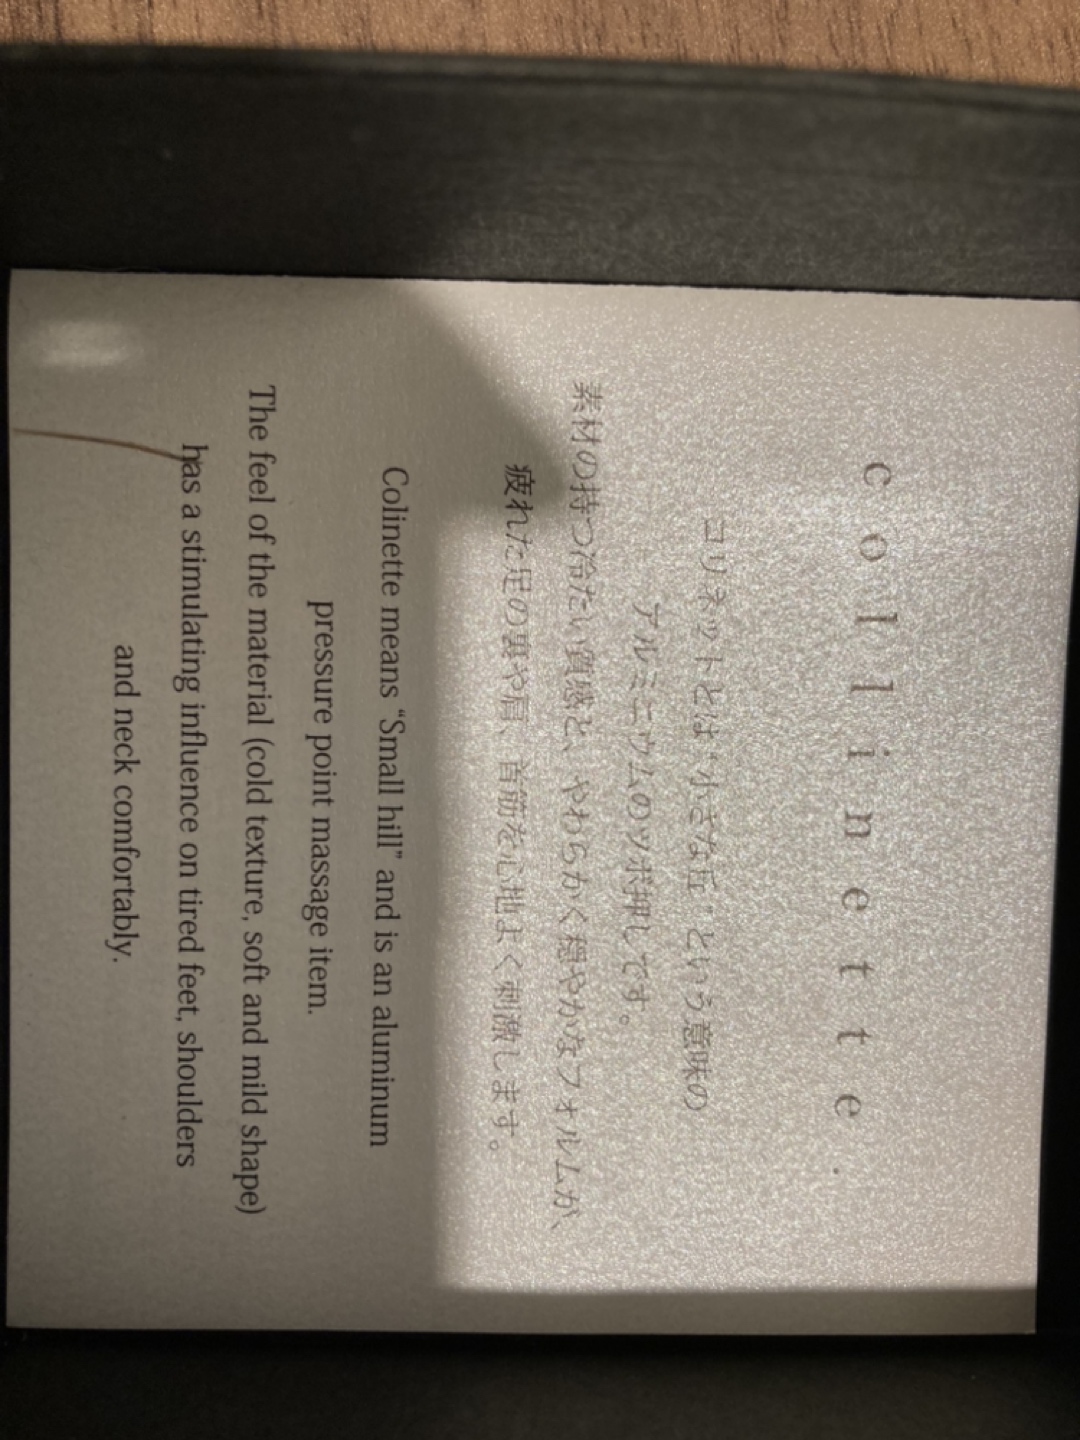 collinette.
コリネットとは“小さな丘”という意味の
アルミニウムのツボ押しです。
素材の持つ冷たい質感と、やわらかく穏やかなフォルムが、
疲れた足の裏や肩、首筋を心地よく刺激します。
Colinette means “Small hill” and is an aluminum
pressure point massage item.
The feel of the material (cold texture, soft and mild shape)
has a stimulating influence on tired feet, shoulders
and neck comfortably.